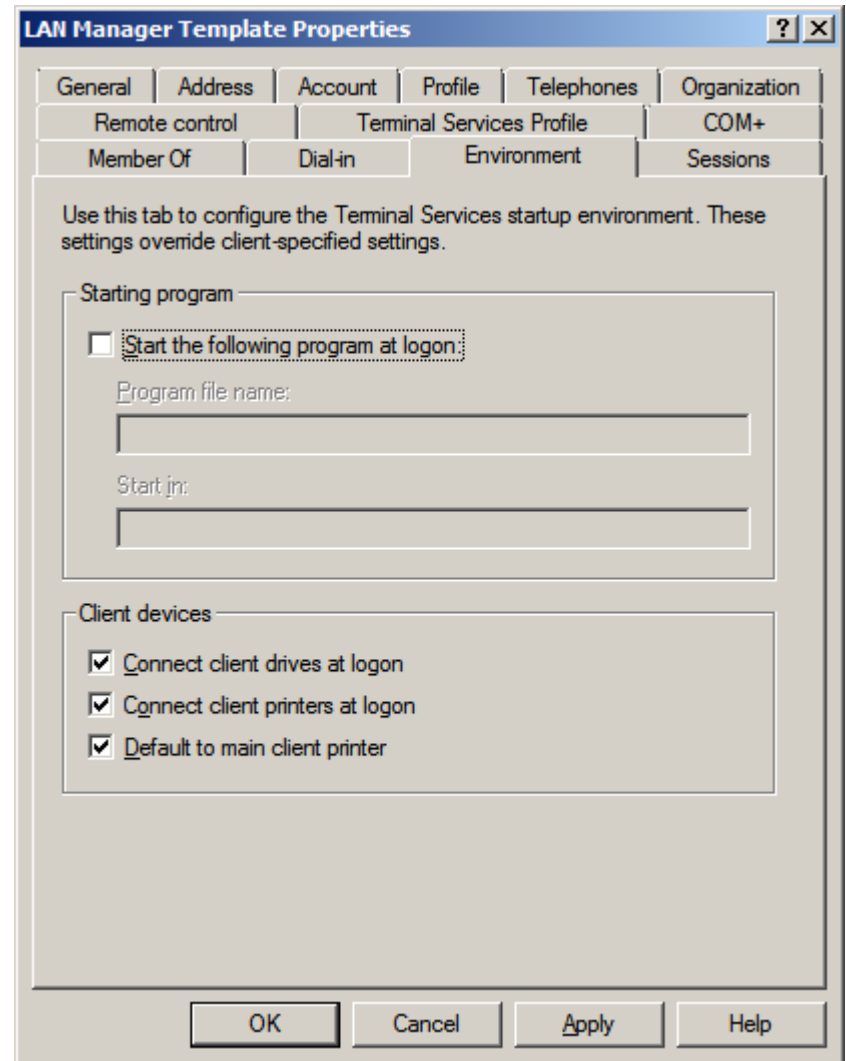 LAN Manager Template Properties
General Address Account Profile Telephones Organization
Remote control Terminal Services Profile COM+
Member Of Dial-in Environment Sessions
Use this tab to configure the Terminal Services startup environment. These
settings override client-specified settings.
Starting program
Start the following program at logon:
Program file name:
Start in:
Client devices
Connect client drives at logon
Connect client printers at logon
Default to main client printer
OK Cancel Apply Help